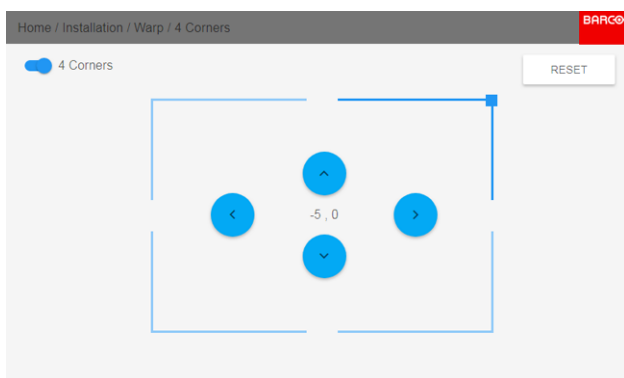 Home / Installation / Warp / 4 Corners
BARCO
4 Corners
RESET
-5 , 0